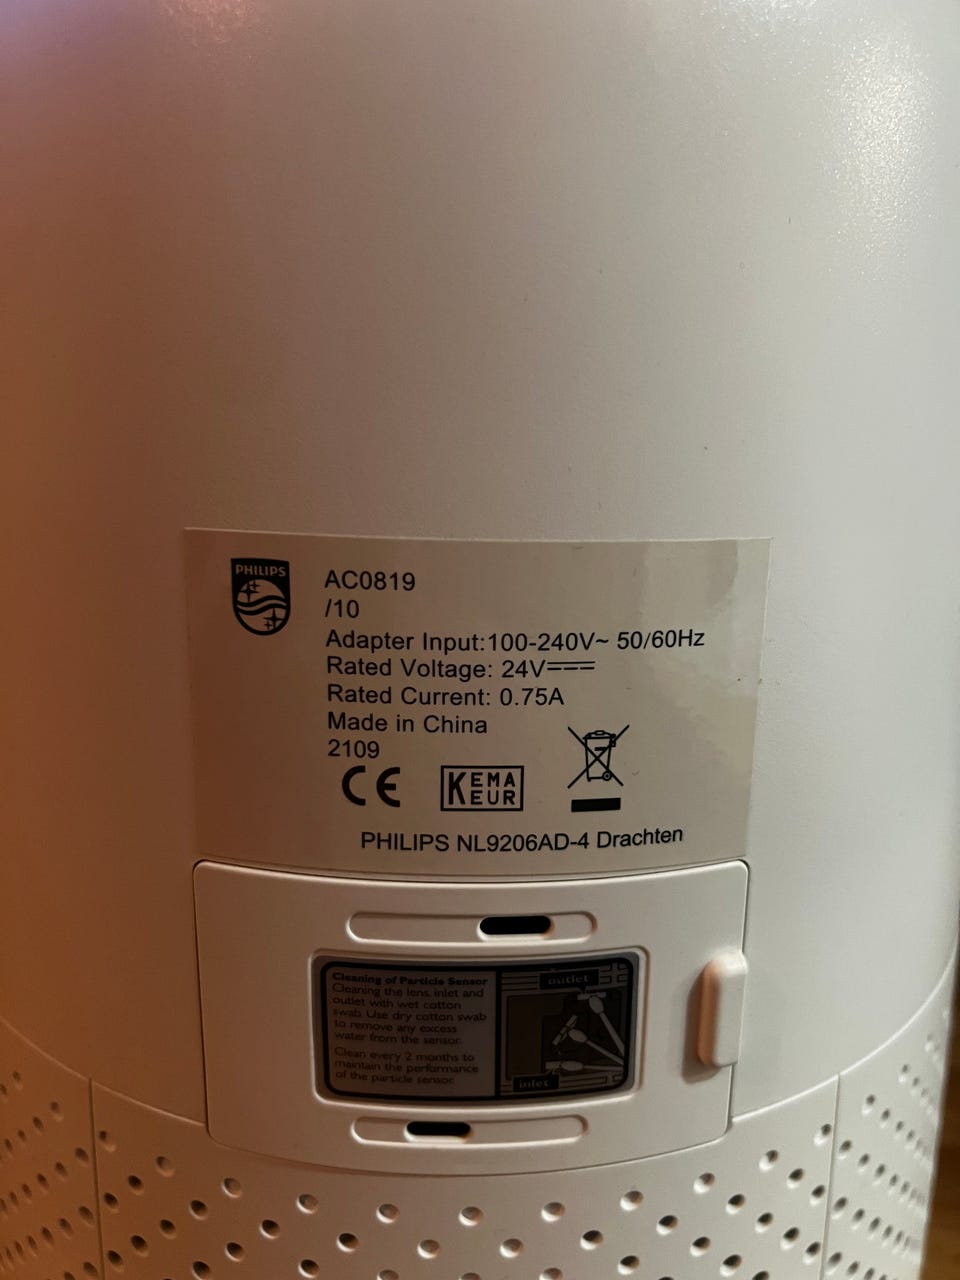 PHILIPS
AC0819
/10
Adapter Input:100-240V~ 50/60Hz
Rated Voltage: 24V⎓
Rated Current: 0.75A
Made in China
2109
CE
KEMA
EUR
PHILIPS NL9206AD-4 Drachten
Cleaning of Particle Sensor
Cleaning the lens, inlet and
outlet with wet cotton
swab. Use dry cotton swab
to remove any excess
water from the sensor.
Clean every 2 months to
maintain the performance
of the particle sensor.
outlet
inlet